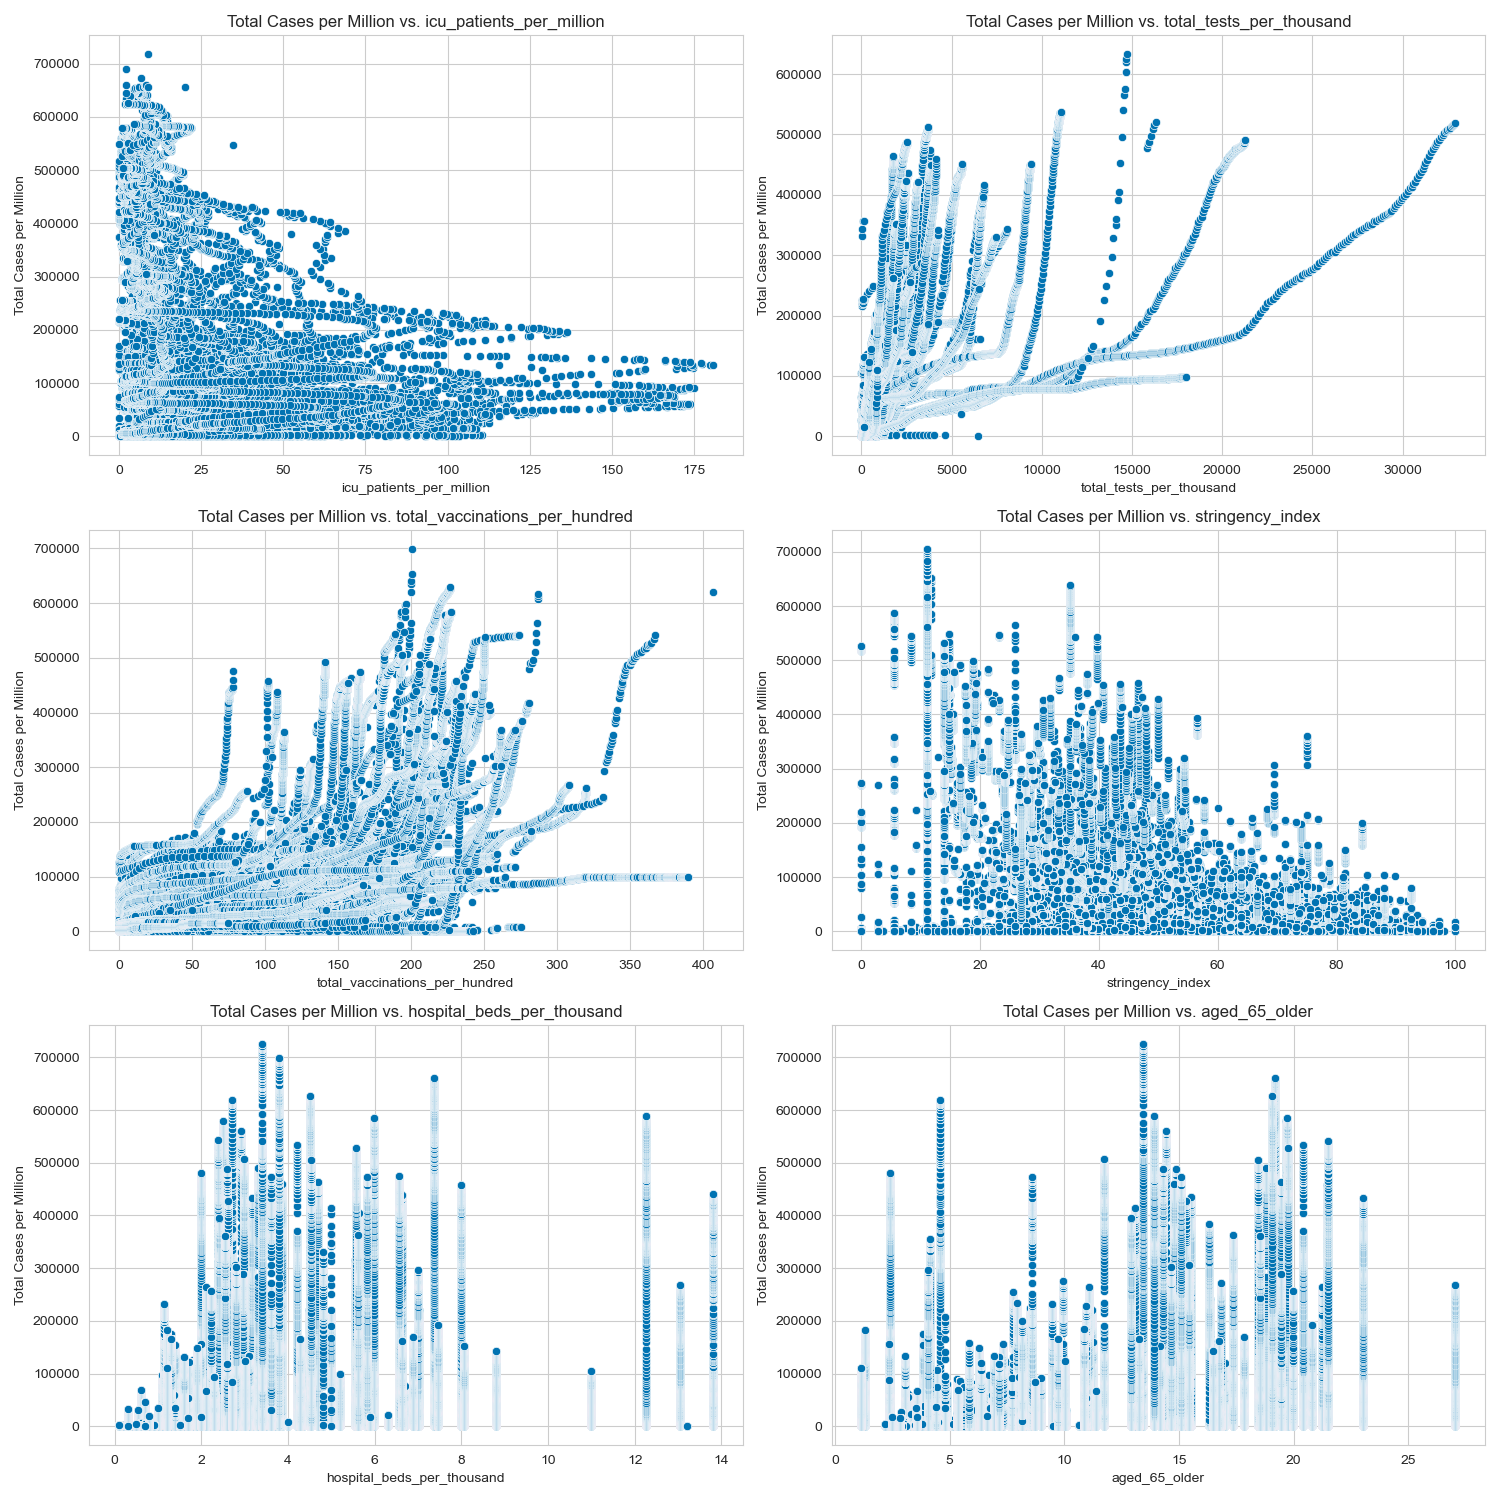 Total Cases per Million vs. icu_patients_per_million
Total Cases per Million
700000
600000
500000
400000
300000
200000
100000
0
0 25 50 75 100 125 150 175
icu_patients_per_million
Total Cases per Million vs. total_tests_per_thousand
Total Cases per Million
600000
500000
400000
300000
200000
100000
0
0 5000 10000 15000 20000 25000 30000
total_tests_per_thousand
Total Cases per Million vs. total_vaccinations_per_hundred
Total Cases per Million
700000
600000
500000
400000
300000
200000
100000
0
0 50 100 150 200 250 300 350 400
total_vaccinations_per_hundred
Total Cases per Million vs. stringency_index
Total Cases per Million
700000
600000
500000
400000
300000
200000
100000
0
0 20 40 60 80 100
stringency_index
Total Cases per Million vs. hospital_beds_per_thousand
Total Cases per Million
700000
600000
500000
400000
300000
200000
100000
0
0 2 4 6 8 10 12 14
hospital_beds_per_thousand
Total Cases per Million vs. aged_65_older
Total Cases per Million
700000
600000
500000
400000
300000
200000
100000
0
0 5 10 15 20 25
aged_65_older